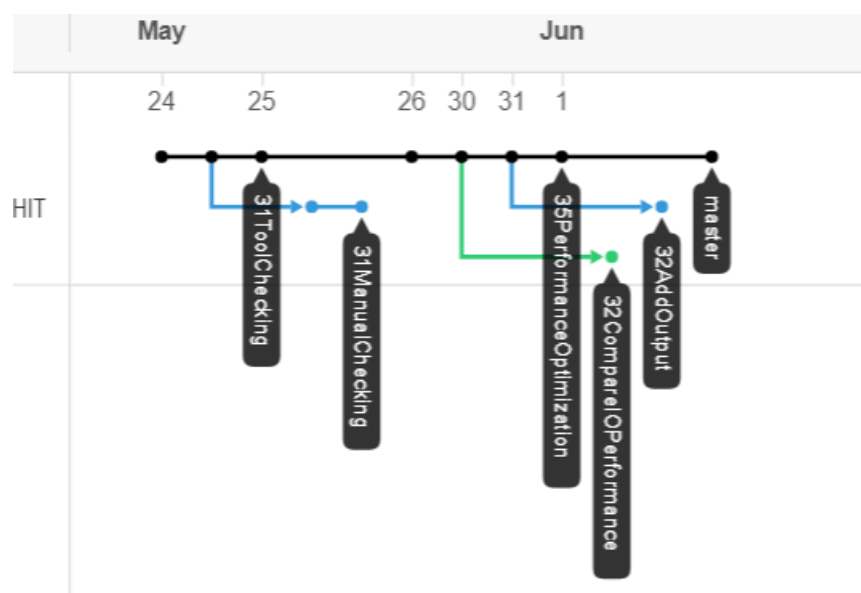 May Jun
24 25 26 30 31 1
HIT
31ToolChecking
31ManualChecking
35PerformanceOptimization
32CompareIOPerformance
32AddOutput
master